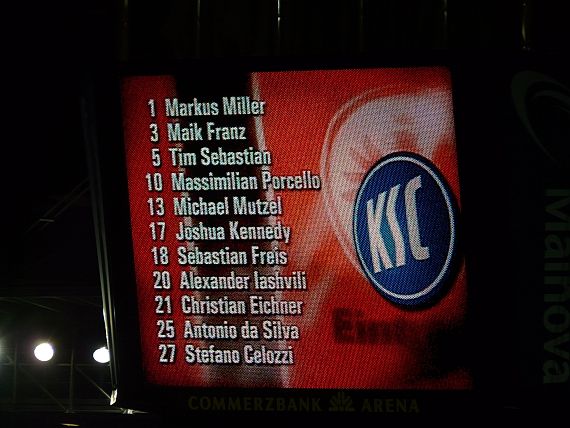 1 Markus Miller
3 Maik Franz
5 Tim Sebastian
10 Massimilian Porcello
13 Michael Mutzel
17 Joshua Kennedy
18 Sebastian Freis
20 Alexander Iashvili
21 Christian Eichner
25 Antonio da Silva
27 Stefano Celozzi
KSC
COMMERZBANK ARENA
Mainova